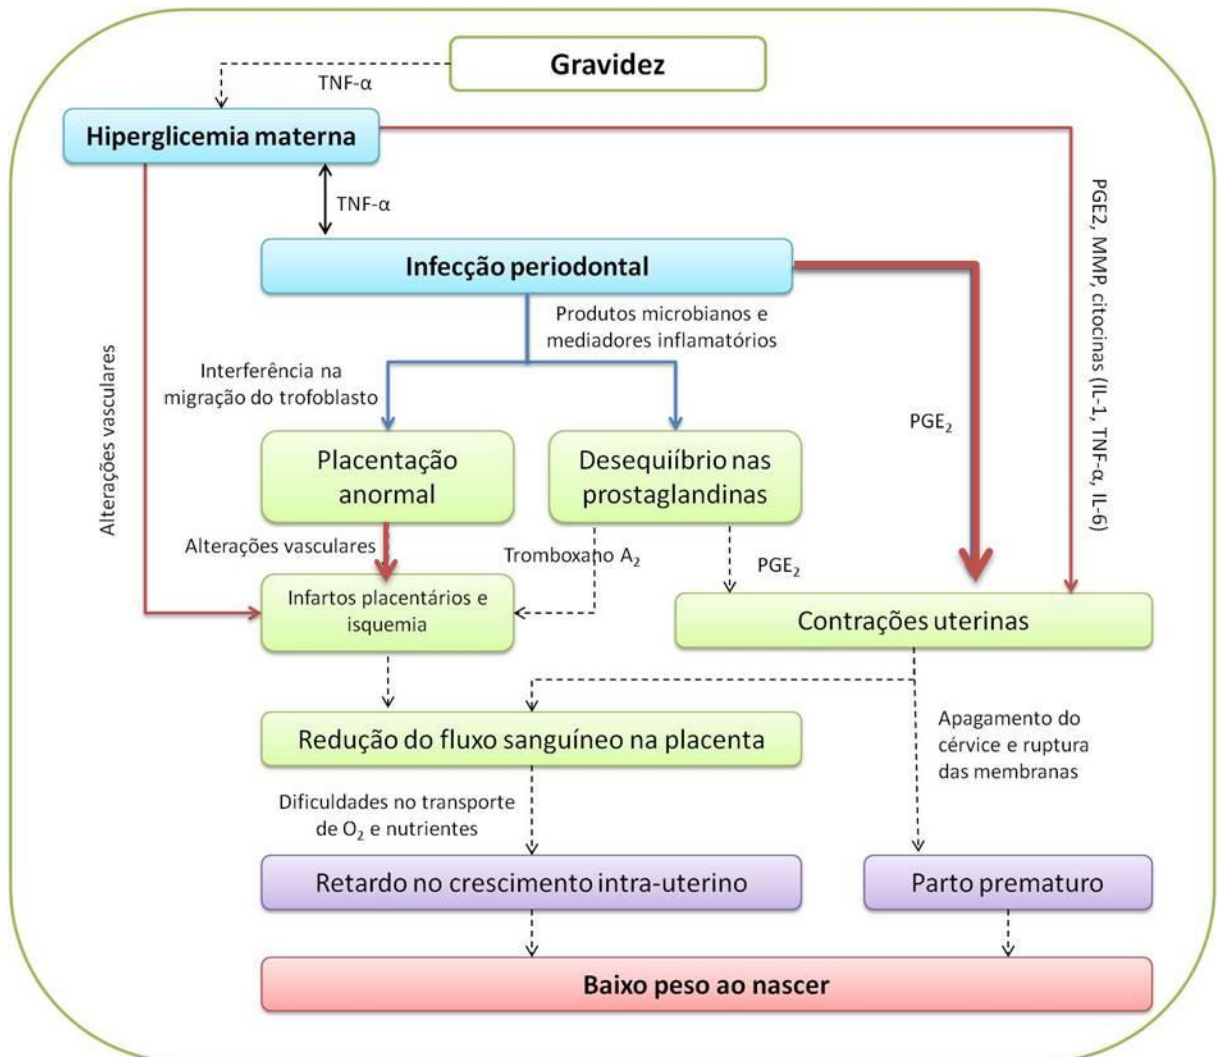 Gravidez
TNF-α
Hiperglicemia materna
TNF-α
Infecção periodontal
Produtos microbianos e
mediadores inflamatórios
Interferência na
migração do trofoblasto
Alterações vasculares
PGE2, MMP, citocinas (IL-1, TNF-α, IL-6)
PGE₂
Placentação
anormal
Desequiíbrio nas
prostaglandinas
Alterações vasculares
Tromboxano A₂
PGE₂
Infartos placentários e
isquemia
Contrações uterinas
Redução do fluxo sanguíneo na placenta
Apagamento do
cérvice e ruptura
das membranas
Dificuldades no transporte
de O₂ e nutrientes
Retardo no crescimento intra-uterino
Parto prematuro
Baixo peso ao nascer